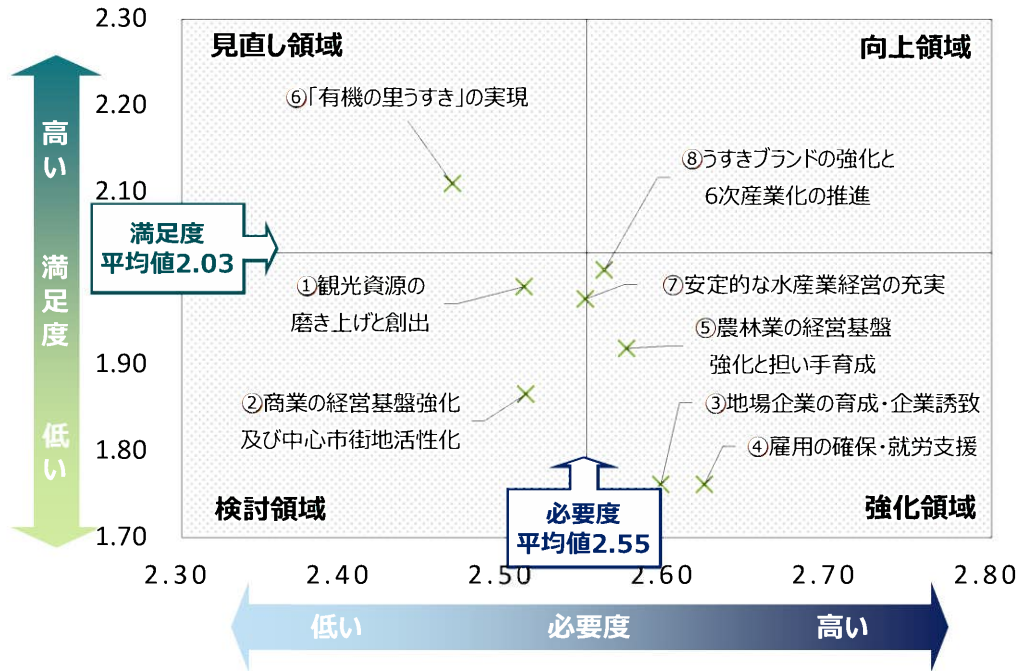 2.30
2.20
2.10
1.90
1.80
1.70
高い
満足度
低い
見直し領域
向上領域
⑥「有機の里うすき」の実現
⑧うすきブランドの強化と
6次産業化の推進
満足度
平均値2.03
①観光資源の
磨き上げと創出
⑦安定的な水産業経営の充実
⑤農林業の経営基盤
強化と担い手育成
②商業の経営基盤強化
及び中心市街地活性化
③地場企業の育成・企業誘致
④雇用の確保・就労支援
検討領域
強化領域
必要度
平均値2.55
2.30
2.40
2.50
2.60
2.70
2.80
低い
必要度
高い